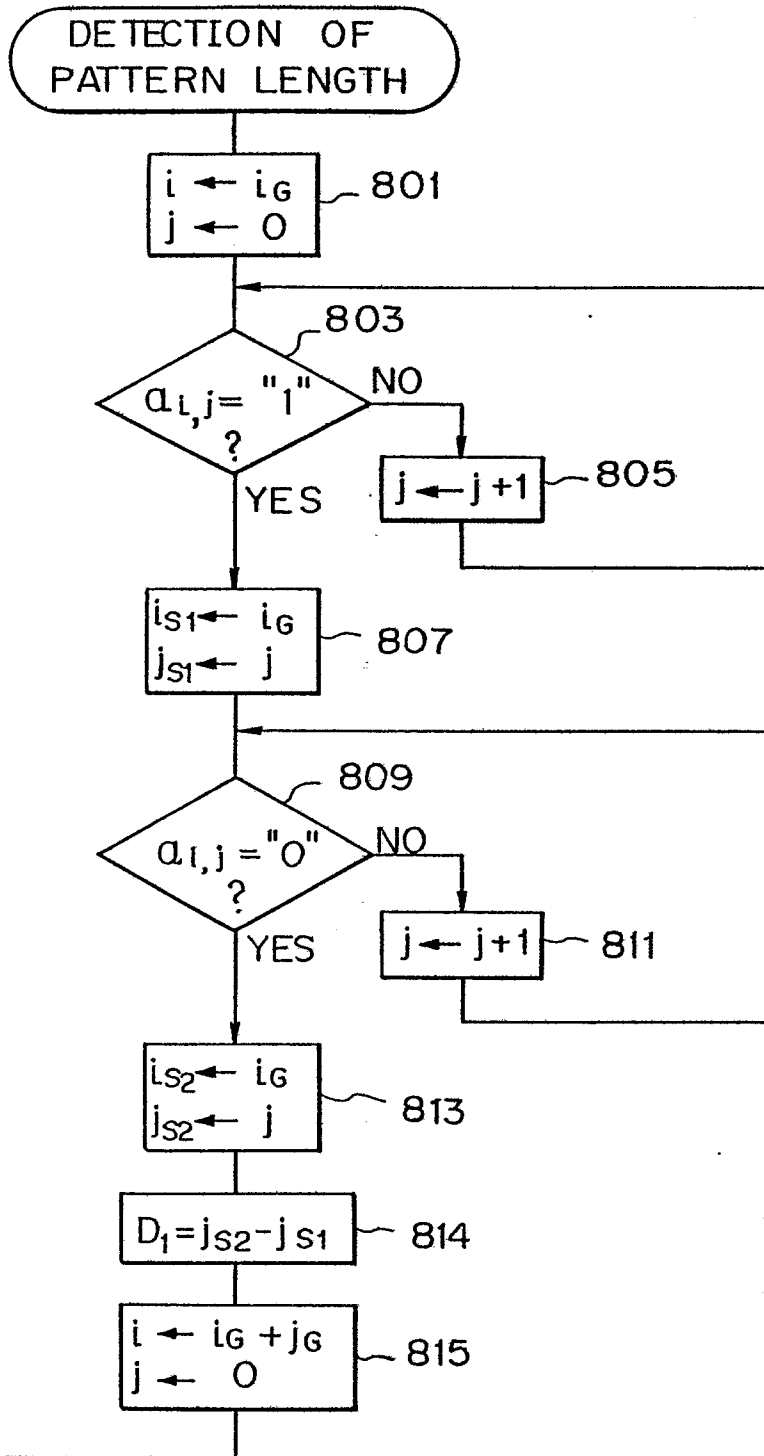 DETECTION OF
PATTERN LENGTH
i ← iG
j ← 0
801
803
ai,j = "1"
?
NO
YES
j ← j+1
805
iS1 ← iG
jS1 ← j
807
809
ai,j = "0"
?
NO
YES
j ← j+1
811
iS2 ← iG
jS2 ← j
813
D1 = jS2 - jS1
814
i ← iG + jG
j ← 0
815